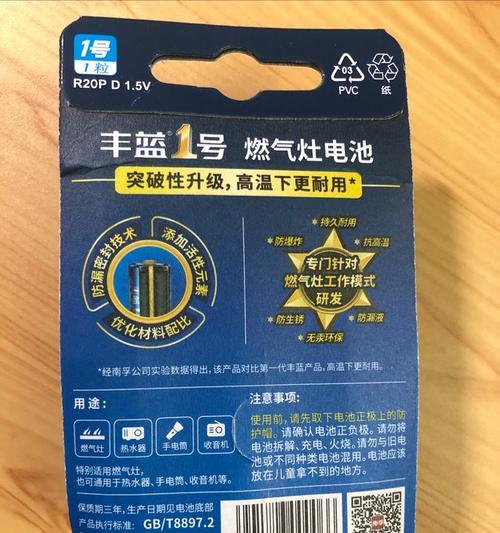 1号
1粒
R20P D 1.5V
03
PVC
纸
丰蓝1号 燃气灶电池
突破性升级，高温下更耐用*
防漏密封技术
添加活性元素
优化材料配比
持久耐用
防爆炸
抗高温
专门针对
燃气灶工作模式
研发
防生锈
防漏液
无汞环保
*经南孚公司实验数据得出，该产品对比第一代丰蓝产品，高温下更耐用。
用途：
燃气灶
热水器
手电筒
收音机
特别适用燃气灶，
也可通用于热水器、手电筒、收音机等。
保质期三年，生产日期见电池底部
产品执行标准：GB/T8897.2
注意事项：
使用前，请先取下电池正极上的防
护帽。请确认电池正负极。请勿将
电池拆解、充电、火烧。请勿与旧电
池或不同种类电池混用。电池应该
放在儿童拿不到的地方。